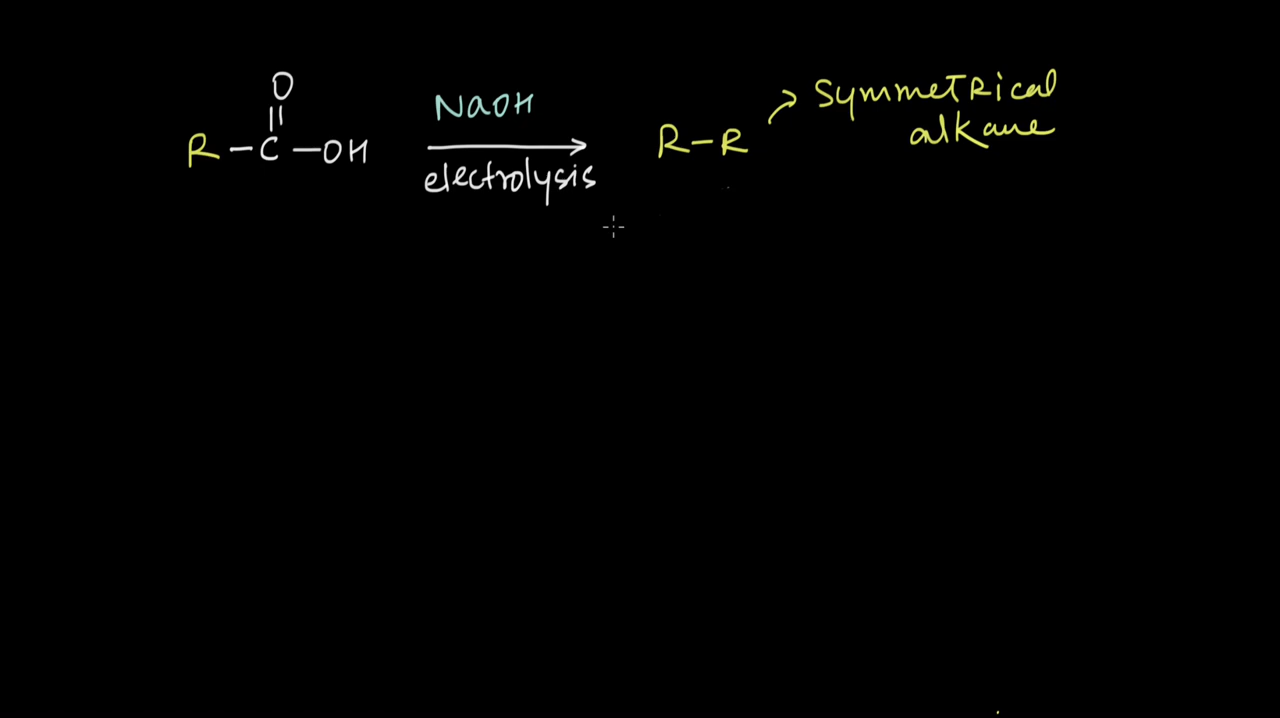 O
||
R-C-OH
NaOH
electrolysis
R-R
Symmetrical
alkane